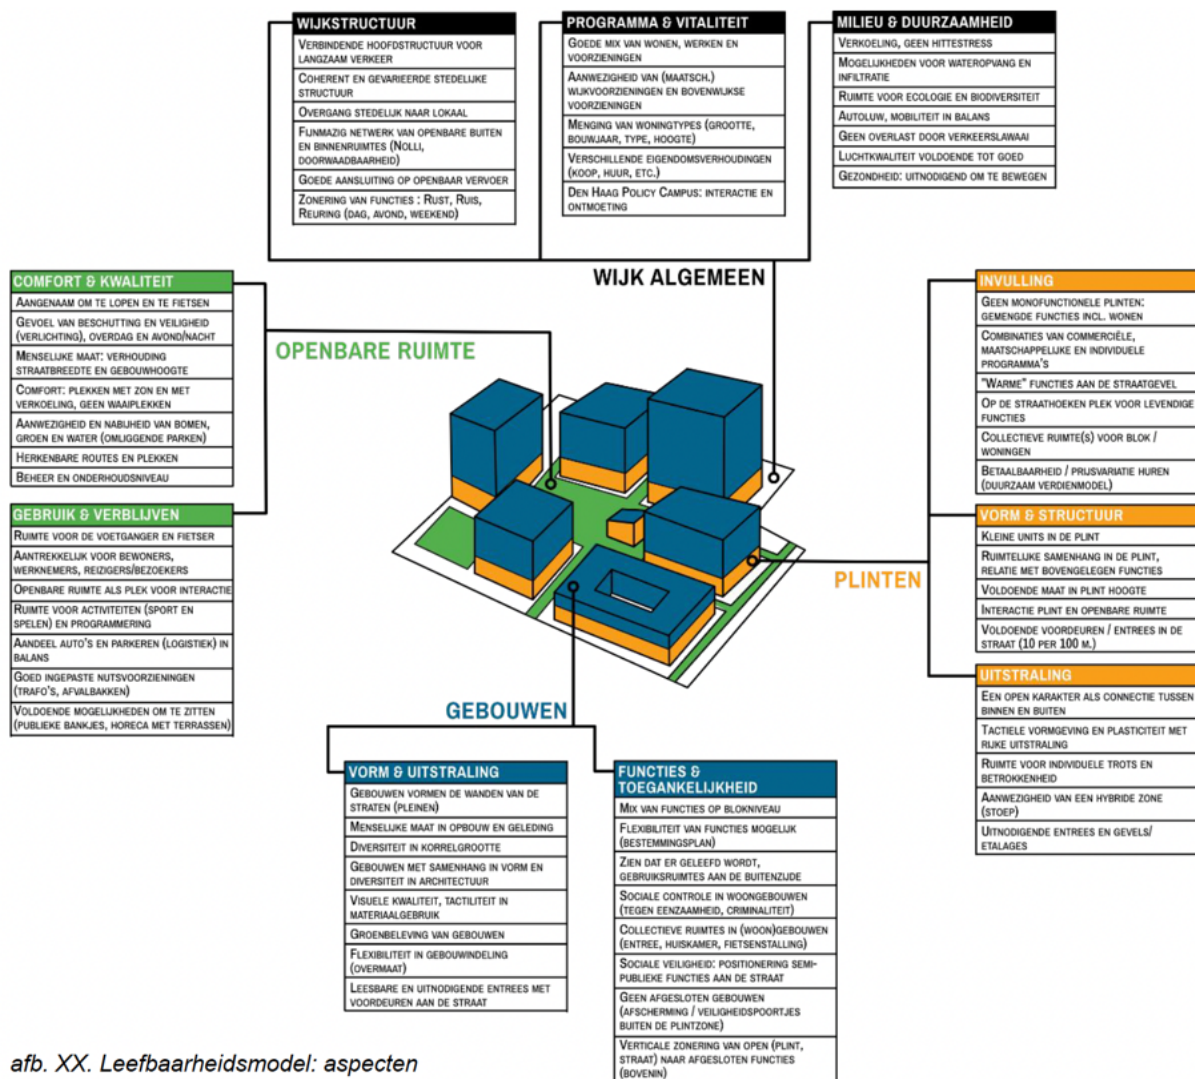 WIJKSTRUCTUUR
VERBINDENDE HOOFDSTRUCTUUR VOOR
LANGZAAM VERKEER
COHERENT EN GEVARIEERDE STEDELIJKE
STRUCTUUR
OVERGANG STEDELIJK NAAR LOKAAL
FIJNMAZIG NETWERK VAN OPENBARE BUITEN
EN BINNENRUIMTES (NOLLI,
DOORWAADBAARHEID)
GOEDE AANSLUITING OP OPENBAAR VERVOER
ZONERING VAN FUNCTIES : RUST, RUIS,
REURING (DAG, AVOND, WEEKEND)
PROGRAMMA & VITALITEIT
GOEDE MIX VAN WONEN, WERKEN EN
VOORZIENINGEN
AANWEZIGHEID VAN (MAATSCH.)
WIJKVOORZIENINGEN EN BOVENWIJKSE
VOORZIENINGEN
MENGING VAN WONINGTYPES (GROOTTE,
BOUWJAAR, TYPE, HOOGTE)
VERSCHILLENDE EIGENDOMSVERHOUDINGEN
(KOOP, HUUR, ETC.)
DEN HAAG POLICY CAMPUS: INTERACTIE EN
ONTMOETING
MILIEU & DUURZAAMHEID
VERKOELING, GEEN HITTESTRESS
MOGELIJKHEDEN VOOR WATEROPVANG EN
INFILTRATIE
RUIMTE VOOR ECOLOGIE EN BIODIVERSITEIT
AUTOLUW, MOBILITEIT IN BALANS
GEEN OVERLAST DOOR VERKEERSLAWAAI
LUCHTKWALITEIT VOLDOENDE TOT GOED
GEZONDHEID: UITNODIGEND OM TE BEWEGEN
WIJK ALGEMEEN
COMFORT & KWALITEIT
AANGENAAM OM TE LOPEN EN TE FIETSEN
GEVOEL VAN BESCHUTTING EN VEILIGHEID
(VERLICHTING), OVERDAG EN AVOND/NACHT
MENSELIJKE MAAT: VERHOUDING
STRAATBREEDTE EN GEBOUWHOOGTE
COMFORT: PLEKKEN MET ZON EN MET
VERKOELING, GEEN WAAIPLEKKEN
AANWEZIGHEID EN NABIJHEID VAN BOMEN,
GROEN EN WATER (OMLIGGENDE PARKEN)
HERKENBARE ROUTES EN PLEKKEN
BEHEER EN ONDERHOUDSNIVEAU
GEBRUIK & VERBLIJVEN
RUIMTE VOOR DE VOETGANGER EN FIETSER
AANTREKKELIJK VOOR BEWONERS,
WERKNEMERS, REIZIGERS/BEZOEKERS
OPENBARE RUIMTE ALS PLEK VOOR INTERACTIE
RUIMTE VOOR ACTIVITEITEN (SPORT EN
SPELEN) EN PROGRAMMERING
AANDEEL AUTO'S EN PARKEREN (LOGISTIEK) IN
BALANS
GOED INGEPASTE NUTSVOORZIENINGEN
(TRAFO'S, AFVALBAKKEN)
VOLDOENDE MOGELIJKHEDEN OM TE ZITTEN
(PUBLIEKE BANKJES, HORECA MET TERRASSEN)
OPENBARE RUIMTE
INVULLING
GEEN MONOFUNCTIONELE PLINTEN:
GEMENGDE FUNCTIES INCL. WONEN
COMBINATIES VAN COMMERCIËLE,
MAATSCHAPPELIJKE EN INDIVIDUELE
PROGRAMMA'S
"WARME" FUNCTIES AAN DE STRAATGEVEL
OP DE STRAATHOEKEN PLEK VOOR LEVENDIGE
FUNCTIES
COLLECTIEVE RUIMTE(S) VOOR BLOK /
WONINGEN
BETAALBAARHEID / PRIJSVARIATIE HUREN
(DUURZAAM VERDIENMODEL)
VORM & STRUCTUUR
KLEINE UNITS IN DE PLINT
RUIMTELIJKE SAMENHANG IN DE PLINT,
RELATIE MET BOVENGELEGEN FUNCTIES
VOLDOENDE MAAT IN PLINT HOOGTE
INTERACTIE PLINT EN OPENBARE RUIMTE
VOLDOENDE VOORDEUREN / ENTREES IN DE
STRAAT (10 PER 100 M.)
UITSTRALING
EEN OPEN KARAKTER ALS CONNECTIE TUSSEN
BINNEN EN BUITEN
TACTIELE VORMGEVING EN PLASTICITEIT MET
RIJKE UITSTRALING
RUIMTE VOOR INDIVIDUELE TROTS EN
BETROKKENHEID
AANWEZIGHEID VAN EEN HYBRIDE ZONE
(STOEP)
UITNODIGENDE ENTREES EN GEVELS/
ETALAGES
PLINTEN
GEBOUWEN
VORM & UITSTRALING
GEBOUWEN VORMEN DE WANDEN VAN DE
STRATEN (PLEINEN)
MENSELIJKE MAAT IN OPBOUW EN GELEDING
DIVERSITEIT IN KORRELGROOTTE
GEBOUWEN MET SAMENHANG IN VORM EN
DIVERSITEIT IN ARCHITECTUUR
VISUELE KWALITEIT, TACTILITEIT IN
MATERIAALGEBRUIK
GROENBELEVING VAN GEBOUWEN
FLEXIBILITEIT IN GEBOUWINDELING
(OVERMAAT)
LEESBARE EN UITNODIGENDE ENTREES MET
VOORDEUREN AAN DE STRAAT
FUNCTIES &
TOEGANKELIJKHEID
MIX VAN FUNCTIES OP BLOKNIVEAU
FLEXIBILITEIT VAN FUNCTIES MOGELIJK
(BESTEMMINGSPLAN)
ZIEN DAT ER GELEEFD WORDT,
GEBRUIKSRUIMTES AAN DE BUITENZIJDE
SOCIALE CONTROLE IN WOONGEBOUWEN
(TEGEN EENZAAMHEID, CRIMINALITEIT)
COLLECTIEVE RUIMTES IN (WOON)GEBOUWEN
(ENTREE, HUISKAMER, FIETSENSTALLING)
SOCIALE VEILIGHEID: POSITIONERING SEMI-
PUBLIEKE FUNCTIES AAN DE STRAAT
GEEN AFGESLOTEN GEBOUWEN
(AFSCHERMING / VEILIGHEIDSPOORTJES
BUITEN DE PLINTZONE)
VERTICALE ZONERING VAN OPEN (PLINT,
STRAAT) NAAR AFGESLOTEN FUNCTIES
(BOVENIN)
afb. XX. Leefbaarheidsmodel: aspecten